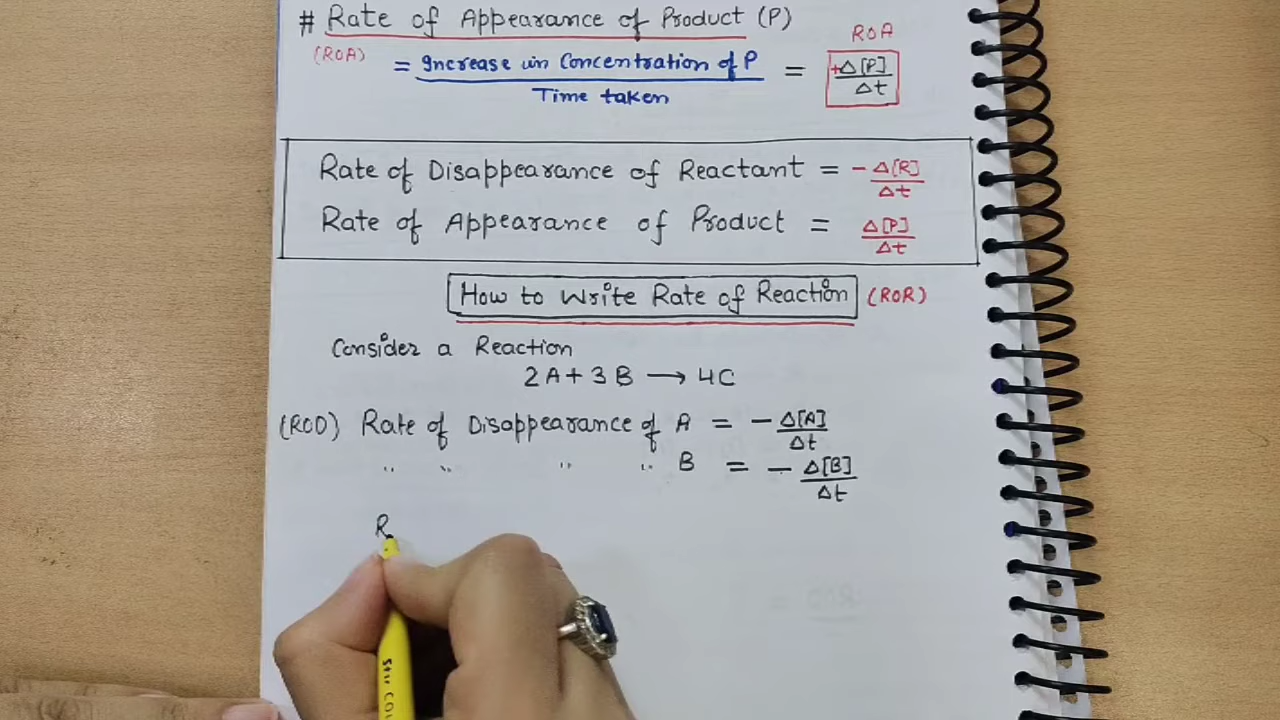 # Rate of Appearance of Product (P)
(ROA) = Increase in Concentration of P / Time taken = ROA +Δ[P] / Δt
Rate of Disappearance of Reactant = - Δ[R] / Δt
Rate of Appearance of Product = Δ[P] / Δt
How to Write Rate of Reaction (ROR)
Consider a Reaction
2A + 3B → 4C
(ROD) Rate of Disappearance of A = - Δ[A] / Δt
" " " " B = - Δ[B] / Δt
R